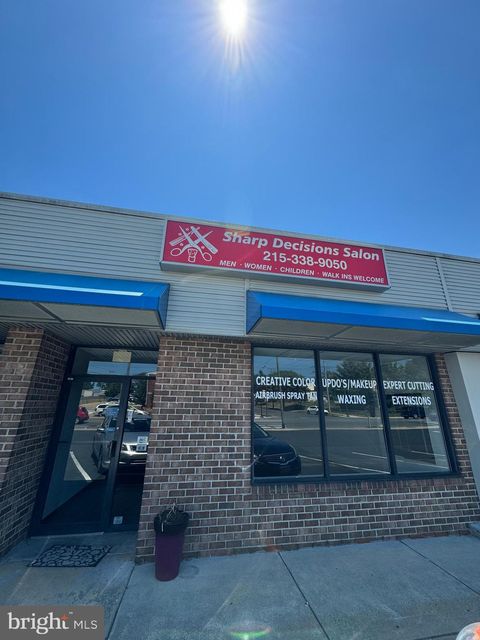 Sharp Decisions Salon
215-338-9050
MEN · WOMEN · CHILDREN · WALK INS WELCOME
CREATIVE COLOR
AIRBRUSH SPRAY TAN
UPDO'S/MAKEUP
WAXING
EXPERT CUTTING
EXTENSIONS
bright MLS